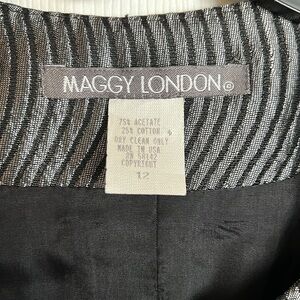 MAGGY LONDON®
75% ACETATE
25% COTTON
DRY CLEAN ONLY
MADE IN USA
RN 58142
COPYRIGHT
12